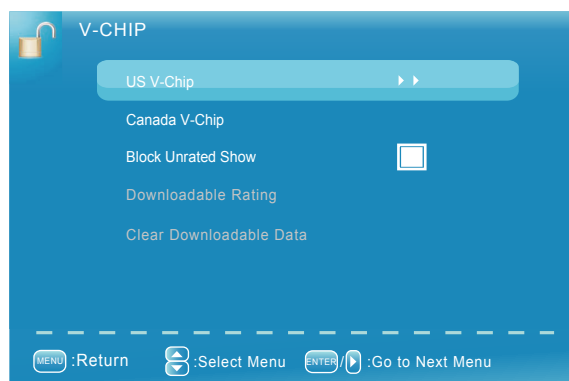 V-CHIP
US V-Chip
Canada V-Chip
Block Unrated Show
Downloadable Rating
Clear Downloadable Data
MENU :Return :Select Menu ENTER / :Go to Next Menu